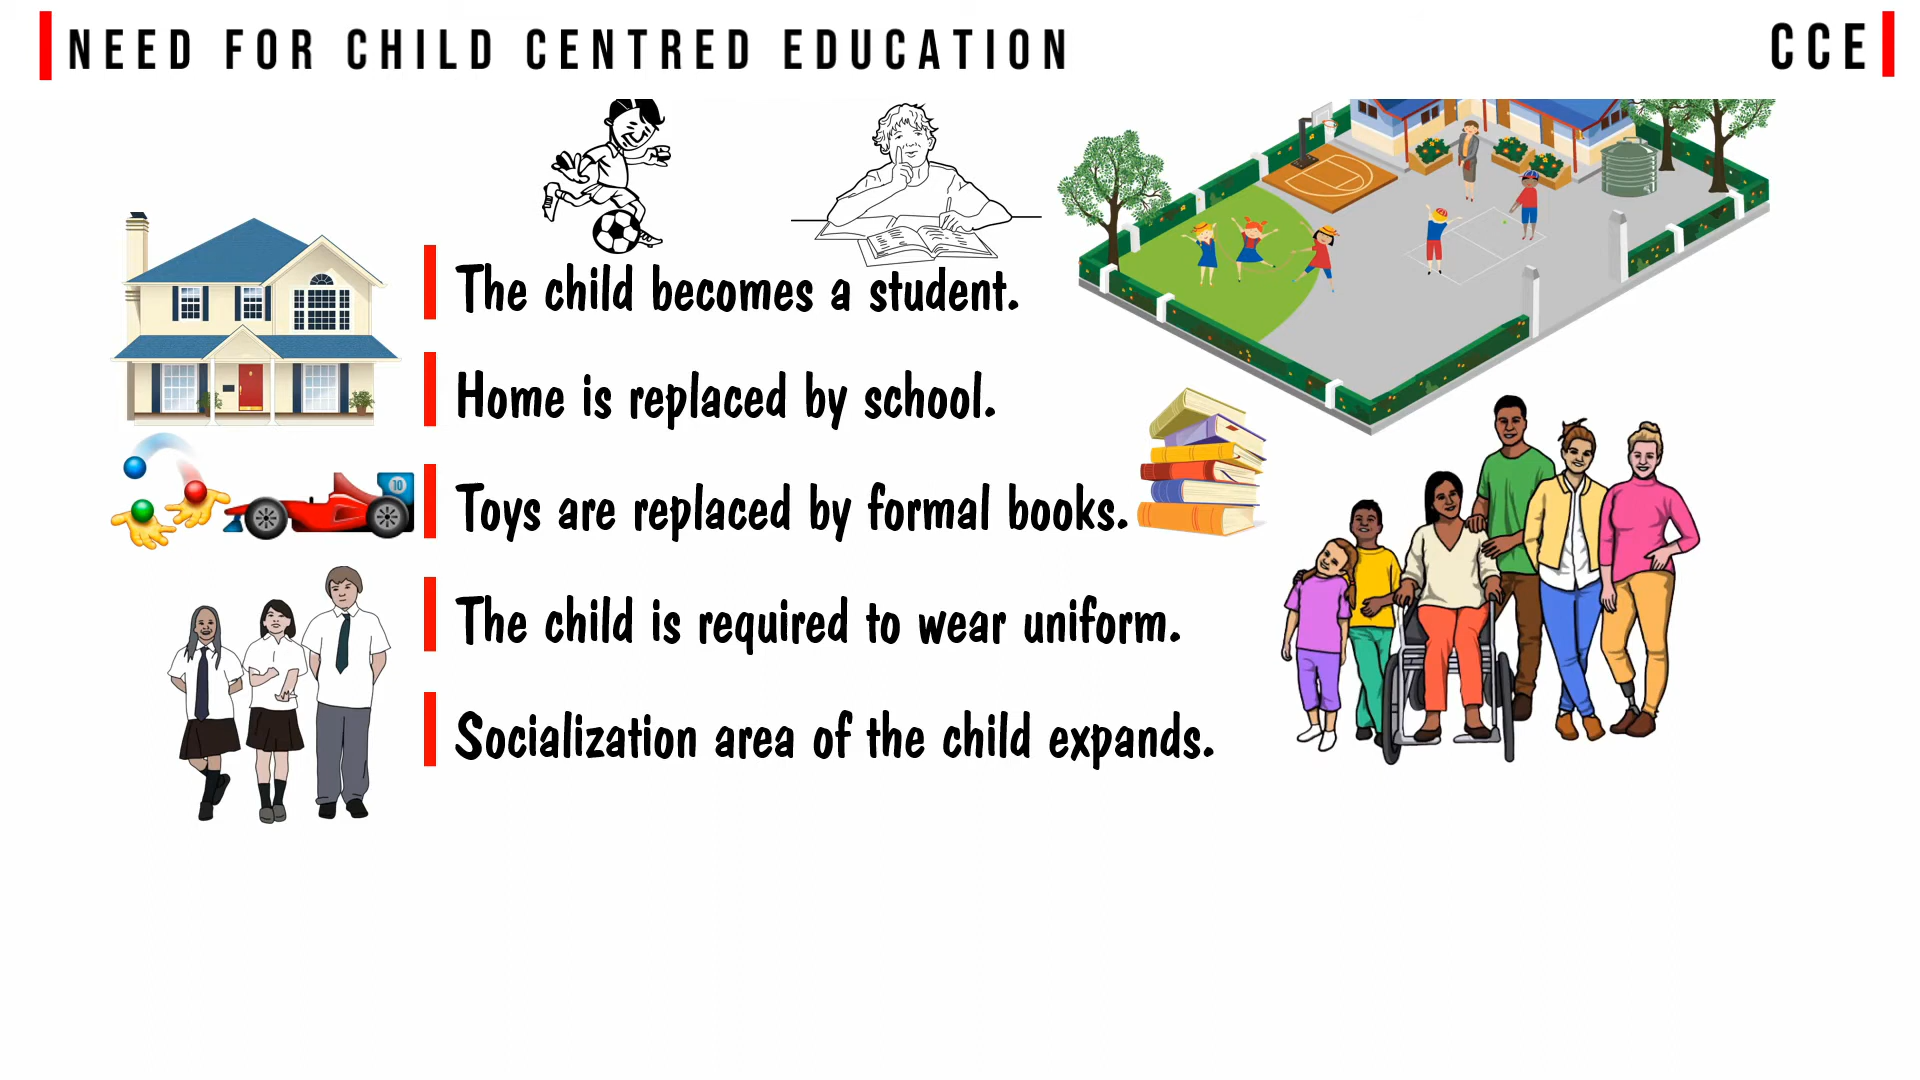 NEED FOR CHILD CENTRED EDUCATION
CCE
The child becomes a student.
Home is replaced by school.
10
Toys are replaced by formal books.
The child is required to wear uniform.
Socialization area of the child expands.